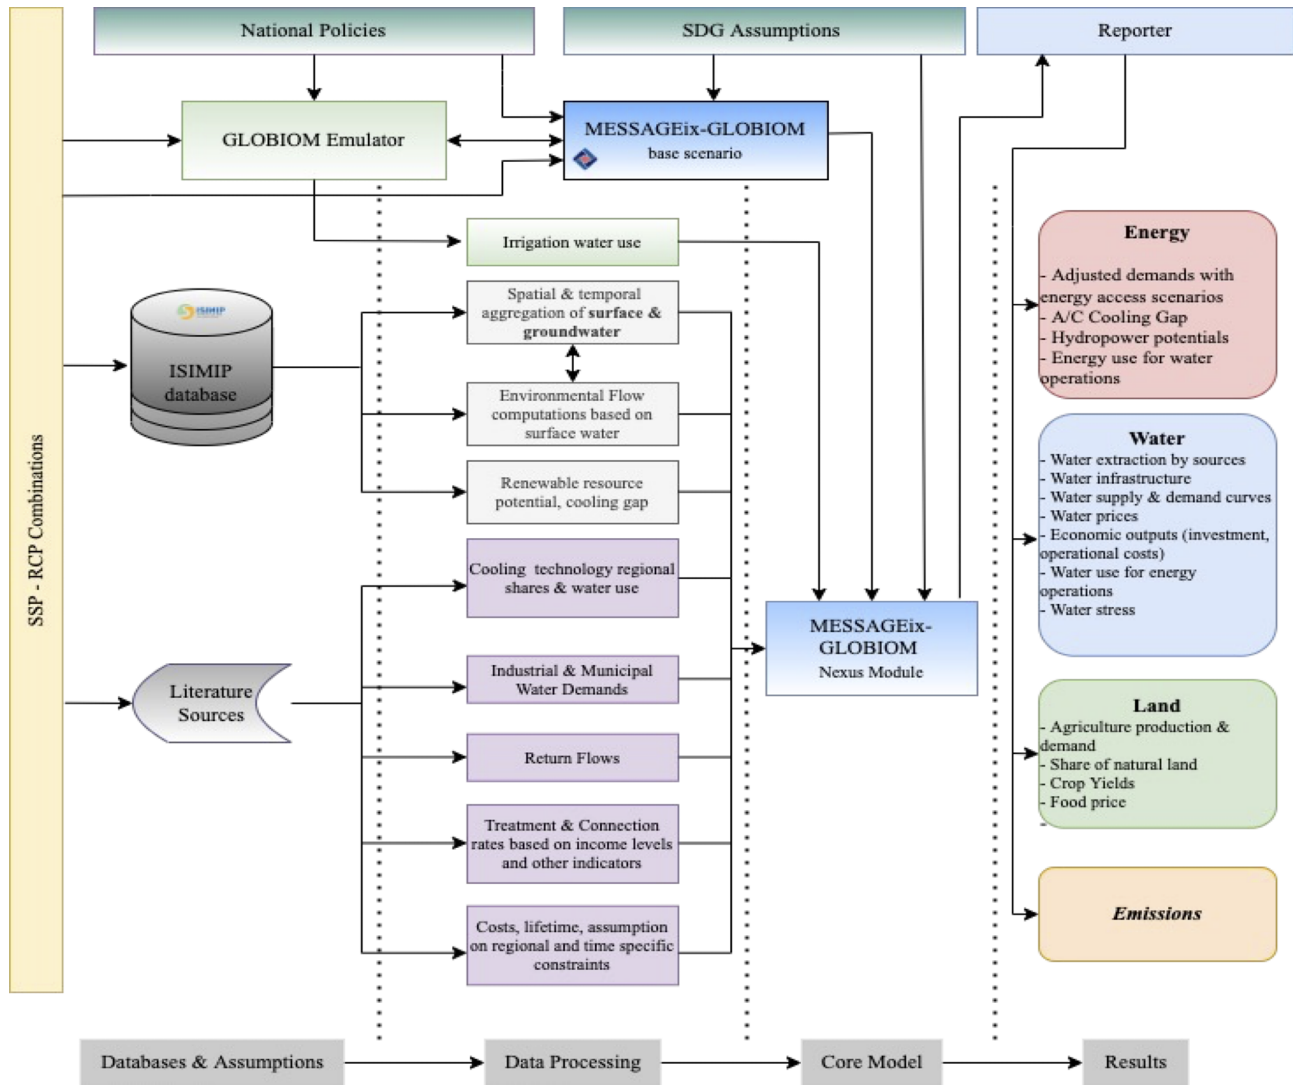 National Policies
SDG Assumptions
Reporter
SSP - RCP Combinations
GLOBIOM Emulator
MESSAGEix-GLOBIOM
base scenario
Irrigation water use
ISIMIP
ISIMIP
database
Spatial & temporal
aggregation of surface &
groundwater
Environmental Flow
computations based on
surface water
Renewable resource
potential, cooling gap
Literature
Sources
Cooling technology regional
shares & water use
Industrial & Municipal
Water Demands
Return Flows
Treatment & Connection
rates based on income levels
and other indicators
Costs, lifetime, assumption
on regional and time specific
constraints
MESSAGEix-
GLOBIOM
Nexus Module
Energy
- Adjusted demands with
energy access scenarios
- A/C Cooling Gap
- Hydropower potentials
- Energy use for water
operations
Water
- Water extraction by sources
- Water infrastructure
- Water supply & demand curves
- Water prices
- Economic outputs (investment,
operational costs)
- Water use for energy
operations
- Water stress
Land
- Agriculture production &
demand
- Share of natural land
- Crop Yields
- Food price
-
Emissions
Databases & Assumptions
Data Processing
Core Model
Results